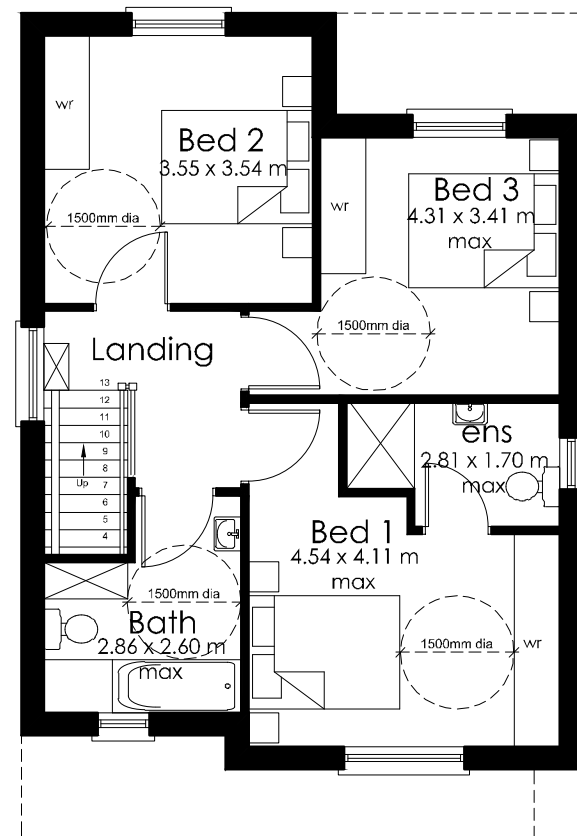 wr
Bed 2
3.55 x 3.54 m
1500mm dia
wr
Bed 3
4.31 x 3.41 m
max
1500mm dia
Landing
13
12
11
10
9
8
7
6
5
4
Up
ens
2.81 x 1.70 m
max
Bed 1
4.54 x 4.11 m
max
1500mm dia
wr
1500mm dia
Bath
2.86 x 2.60 m
max